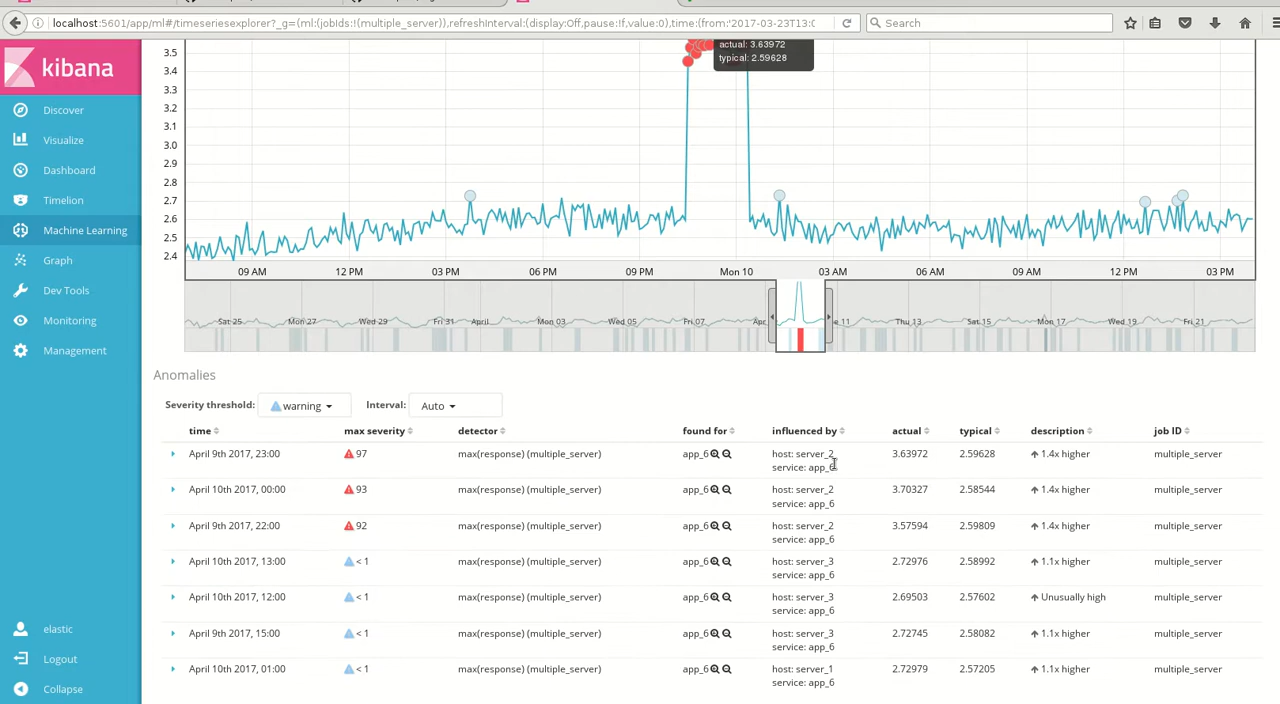 localhost:5601/app/ml#/timeseriesexplorer?_g=(ml:(jobIds:!(multiple_server)),refreshInterval:(display:Off,pause:!f,value:0),time:(from:'2017-03-23T13:0
Search
kibana
Discover
Visualize
Dashboard
Timelion
Machine Learning
Graph
Dev Tools
Monitoring
Management
elastic
Logout
Collapse
actual: 3.63972
typical: 2.59628
3.5
3.4
3.3
3.2
3.1
3.0
2.9
2.8
2.7
2.6
2.5
2.4
09 AM 12 PM 03 PM 06 PM 09 PM Mon 10 03 AM 06 AM 09 AM 12 PM 03 PM
Sat 25 Mon 27 Wed 29 Fri 31 April Mon 03 Wed 05 Fri 07 Apr e 11 Thu 13 Sat 15 Mon 17 Wed 19 Fri 21
Anomalies
Severity threshold: warning Interval: Auto
time max severity detector found for influenced by actual typical description job ID
April 9th 2017, 23:00 97 max(response) (multiple_server) app_6 host: server_2 3.63972 2.59628 1.4x higher multiple_server
service: app_6
April 10th 2017, 00:00 93 max(response) (multiple_server) app_6 host: server_2 3.70327 2.58544 1.4x higher multiple_server
service: app_6
April 9th 2017, 22:00 92 max(response) (multiple_server) app_6 host: server_2 3.57594 2.59809 1.4x higher multiple_server
service: app_6
April 10th 2017, 13:00 < 1 max(response) (multiple_server) app_6 host: server_3 2.72976 2.58992 1.1x higher multiple_server
service: app_6
April 10th 2017, 12:00 < 1 max(response) (multiple_server) app_6 host: server_3 2.69503 2.57602 Unusually high multiple_server
service: app_6
April 9th 2017, 15:00 < 1 max(response) (multiple_server) app_6 host: server_3 2.72745 2.58082 1.1x higher multiple_server
service: app_6
April 10th 2017, 01:00 < 1 max(response) (multiple_server) app_6 host: server_1 2.72979 2.57205 1.1x higher multiple_server
service: app_6